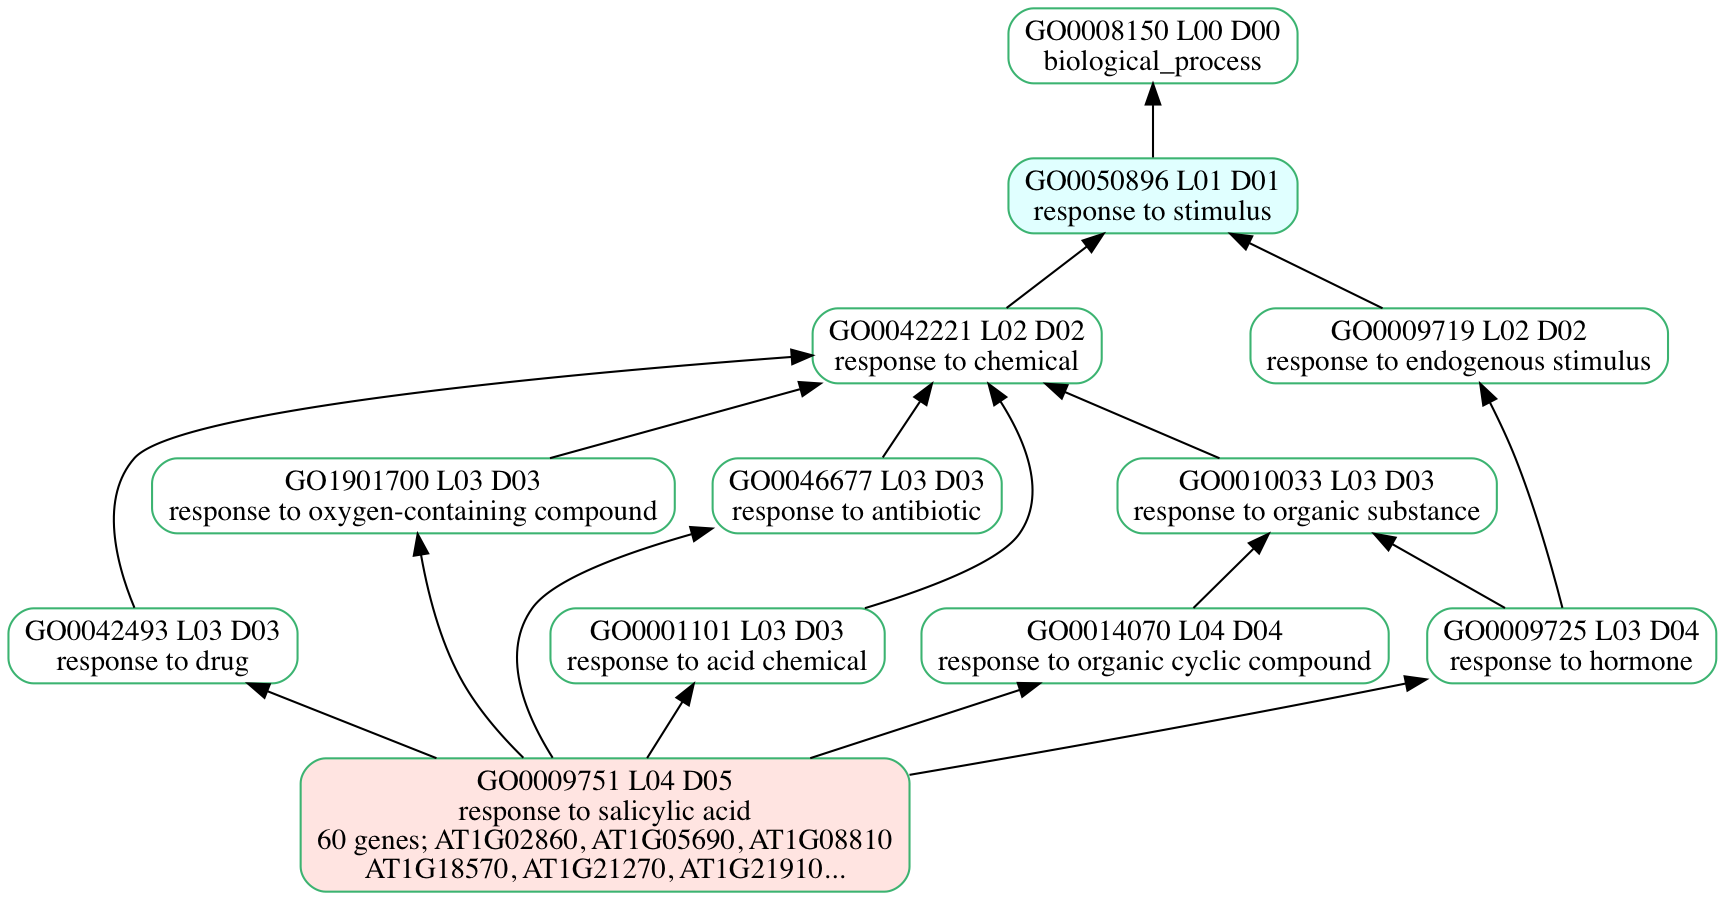 GO0008150 L00 D00
biological_process
GO0050896 L01 D01
response to stimulus
GO0042221 L02 D02
response to chemical
GO0009719 L02 D02
response to endogenous stimulus
GO1901700 L03 D03
response to oxygen-containing compound
GO0046677 L03 D03
response to antibiotic
GO0010033 L03 D03
response to organic substance
GO0042493 L03 D03
response to drug
GO0001101 L03 D03
response to acid chemical
GO0014070 L04 D04
response to organic cyclic compound
GO0009725 L03 D04
response to hormone
GO0009751 L04 D05
response to salicylic acid
60 genes; AT1G02860, AT1G05690, AT1G08810
AT1G18570, AT1G21270, AT1G21910...